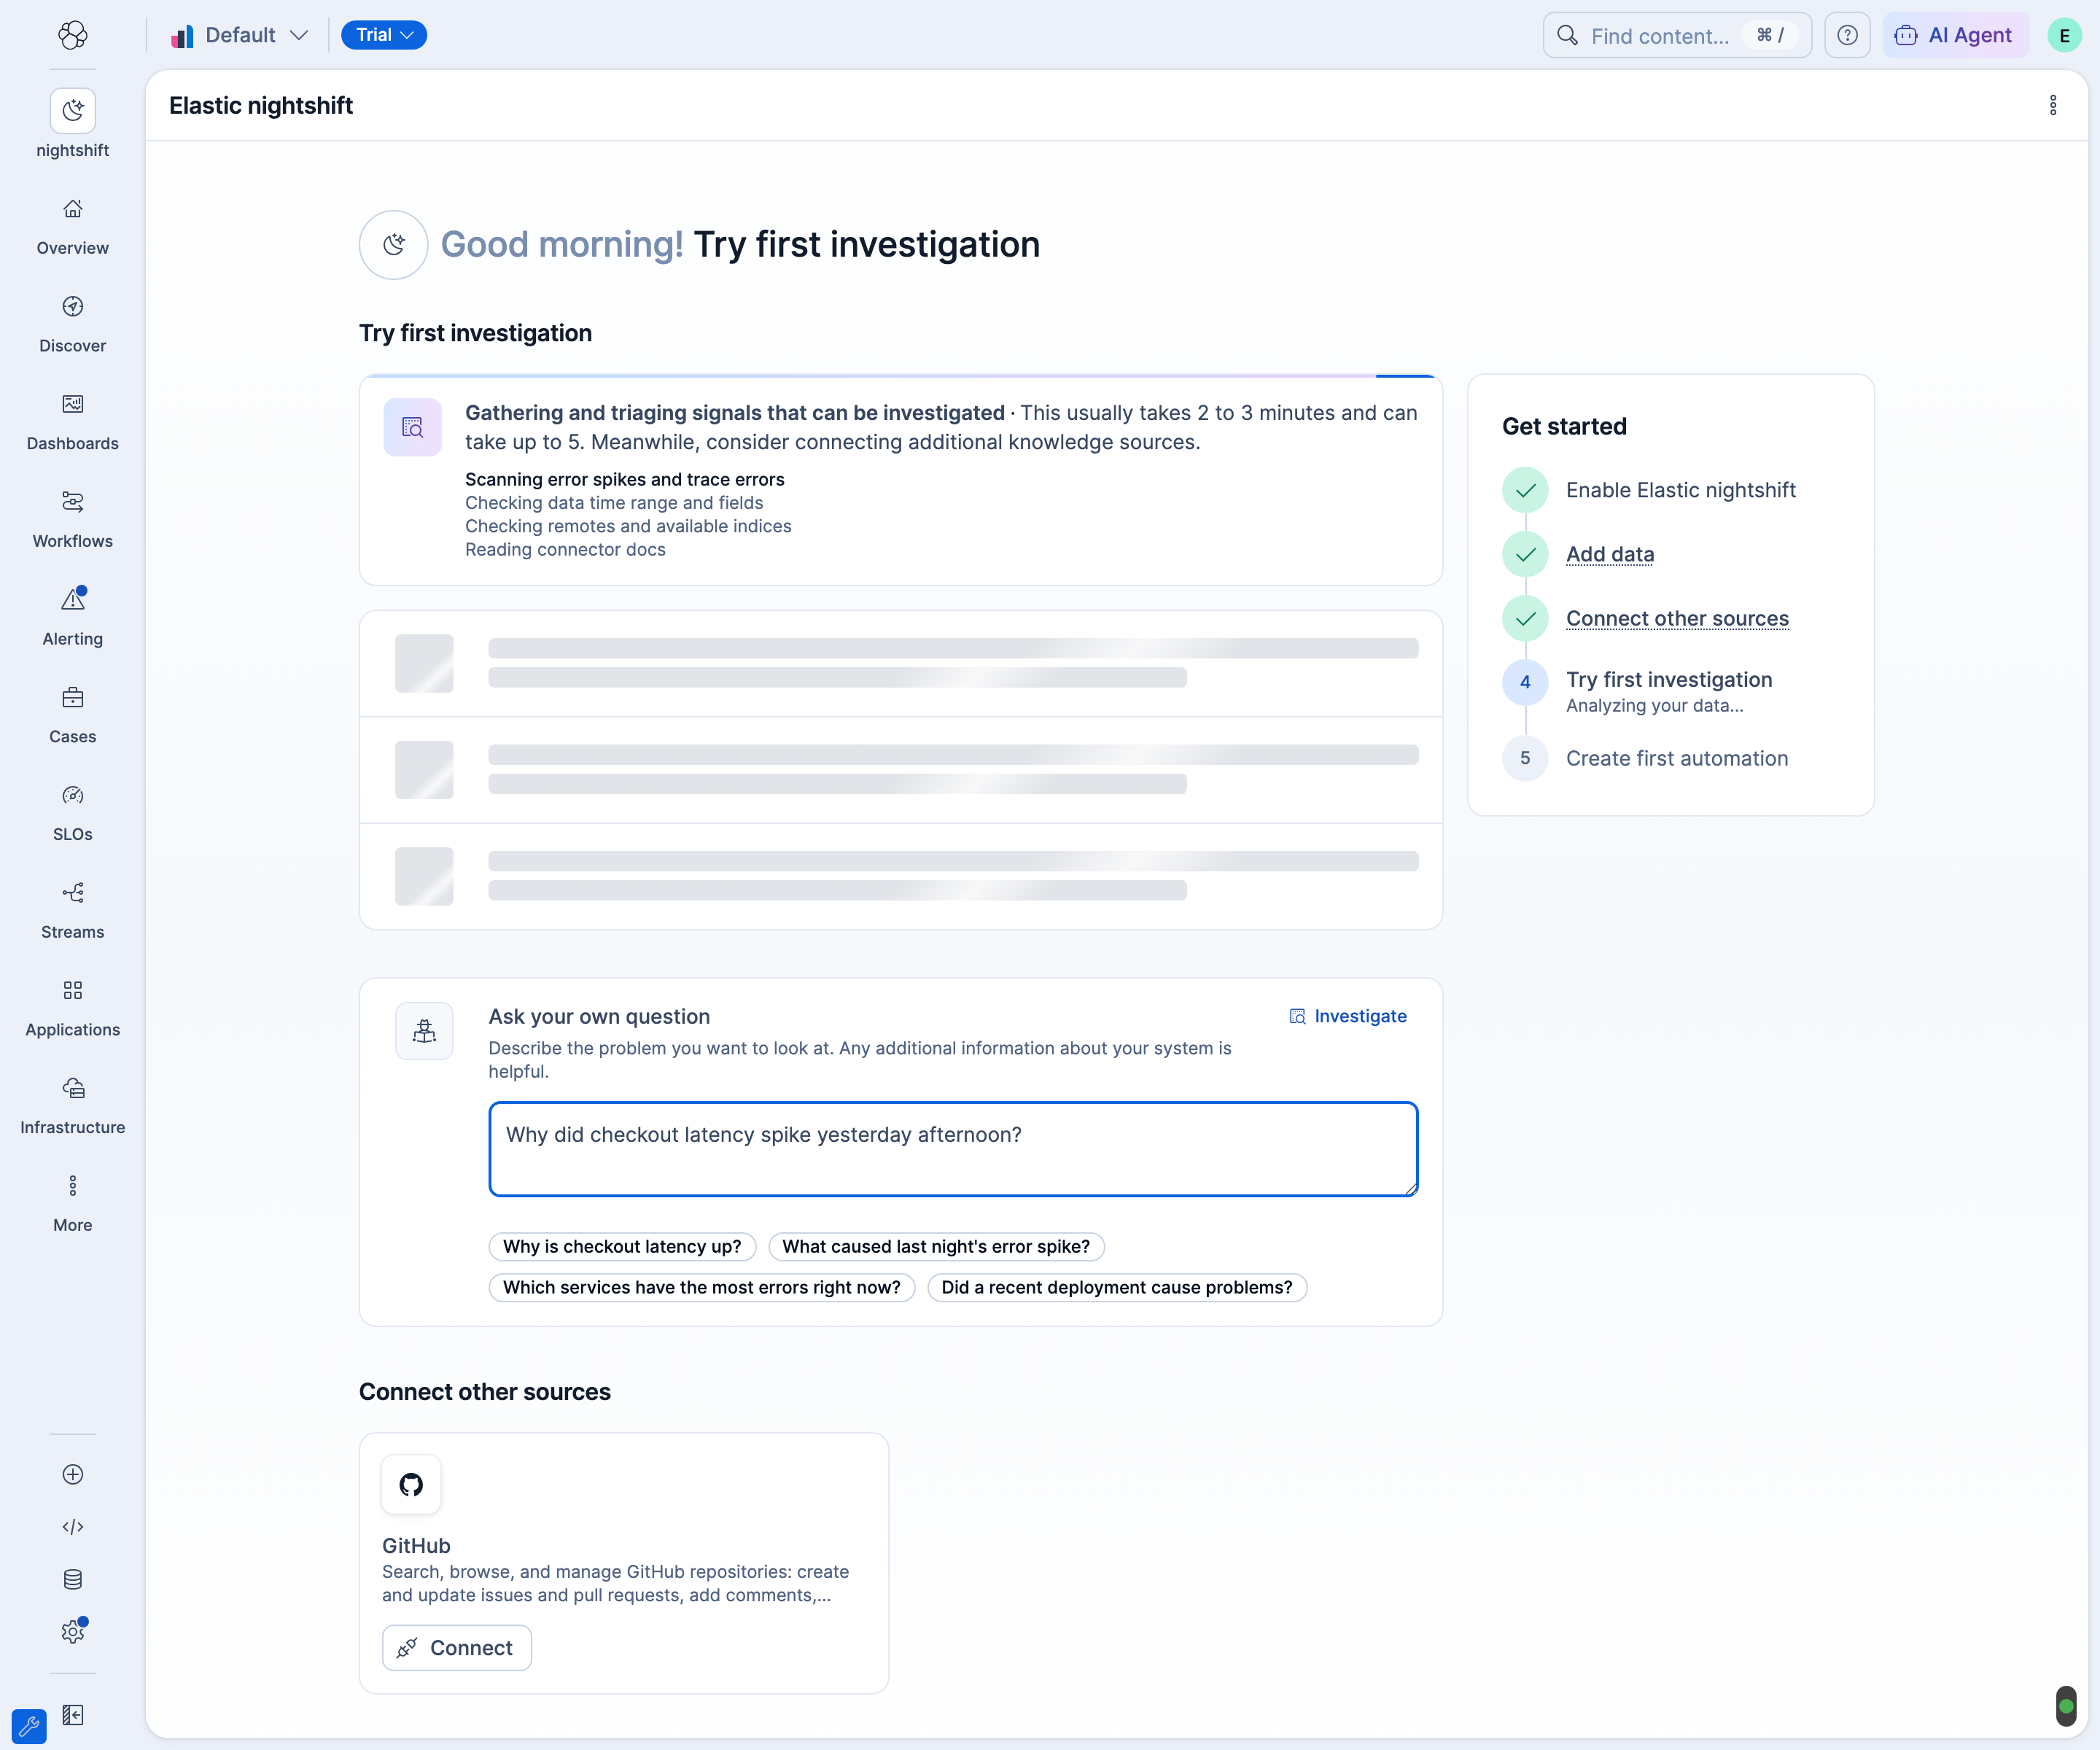 Default
Trial
Find content...
⌘ /
AI Agent
E
nightshift
Overview
Discover
Dashboards
Workflows
Alerting
Cases
SLOs
Streams
Applications
Infrastructure
More
Elastic nightshift
Good morning! Try first investigation
Try first investigation
Gathering and triaging signals that can be investigated · This usually takes 2 to 3 minutes and can
take up to 5. Meanwhile, consider connecting additional knowledge sources.
Scanning error spikes and trace errors
Checking data time range and fields
Checking remotes and available indices
Reading connector docs
Get started
Enable Elastic nightshift
Add data
Connect other sources
4
Try first investigation
Analyzing your data...
5
Create first automation
Ask your own question
Investigate
Describe the problem you want to look at. Any additional information about your system is
helpful.
Why did checkout latency spike yesterday afternoon?
Why is checkout latency up?
What caused last night's error spike?
Which services have the most errors right now?
Did a recent deployment cause problems?
Connect other sources
GitHub
Search, browse, and manage GitHub repositories: create
and update issues and pull requests, add comments,...
Connect